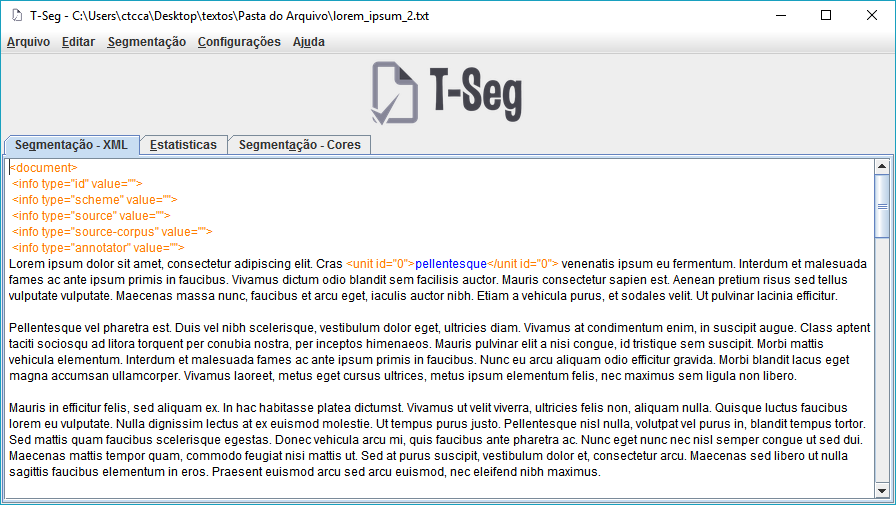 T-Seg - C:\Users\ctcca\Desktop\textos\Pasta do Arquivo\lorem_ipsum_2.txt
Arquivo Editar Segmentação Configurações Ajuda
T-Seg
Segmentação - XML Estatisticas Segmentação - Cores
<document>
<info type="id" value="">
<info type="scheme" value="">
<info type="source" value="">
<info type="source-corpus" value="">
<info type="annotator" value="">
Lorem ipsum dolor sit amet, consectetur adipiscing elit. Cras <unit id="0">pellentesque</unit id="0"> venenatis ipsum eu fermentum. Interdum et malesuada
fames ac ante ipsum primis in faucibus. Vivamus dictum odio blandit sem facilisis auctor. Mauris consectetur sapien est. Aenean pretium risus sed tellus
vulputate vulputate. Maecenas massa nunc, faucibus et arcu eget, iaculis auctor nibh. Etiam a vehicula purus, et sodales velit. Ut pulvinar lacinia efficitur.
Pellentesque vel pharetra est. Duis vel nibh scelerisque, vestibulum dolor eget, ultricies diam. Vivamus at condimentum enim, in suscipit augue. Class aptent
taciti sociosqu ad litora torquent per conubia nostra, per inceptos himenaeos. Mauris pulvinar elit a nisi congue, id tristique sem suscipit. Morbi mattis
vehicula elementum. Interdum et malesuada fames ac ante ipsum primis in faucibus. Nunc eu arcu aliquam odio efficitur gravida. Morbi blandit lacus eget
magna accumsan ullamcorper. Vivamus laoreet, metus eget cursus ultrices, metus ipsum elementum felis, nec maximus sem ligula non libero.
Mauris in efficitur felis, sed aliquam ex. In hac habitasse platea dictumst. Vivamus ut velit viverra, ultricies felis non, aliquam nulla. Quisque luctus faucibus
lorem eu vulputate. Nulla dignissim lectus at ex euismod molestie. Ut tempus purus justo. Pellentesque nisl nulla, volutpat vel purus in, blandit tempus tortor.
Sed mattis quam faucibus scelerisque egestas. Donec vehicula arcu mi, quis faucibus ante pharetra ac. Nunc eget nunc nec nisl semper congue ut sed dui.
Maecenas mattis tempor quam, commodo feugiat nisi mattis ut. Sed at purus suscipit, vestibulum dolor et, consectetur arcu. Maecenas sed libero ut nulla
sagittis faucibus elementum in eros. Praesent euismod arcu sed arcu euismod, nec eleifend nibh maximus.